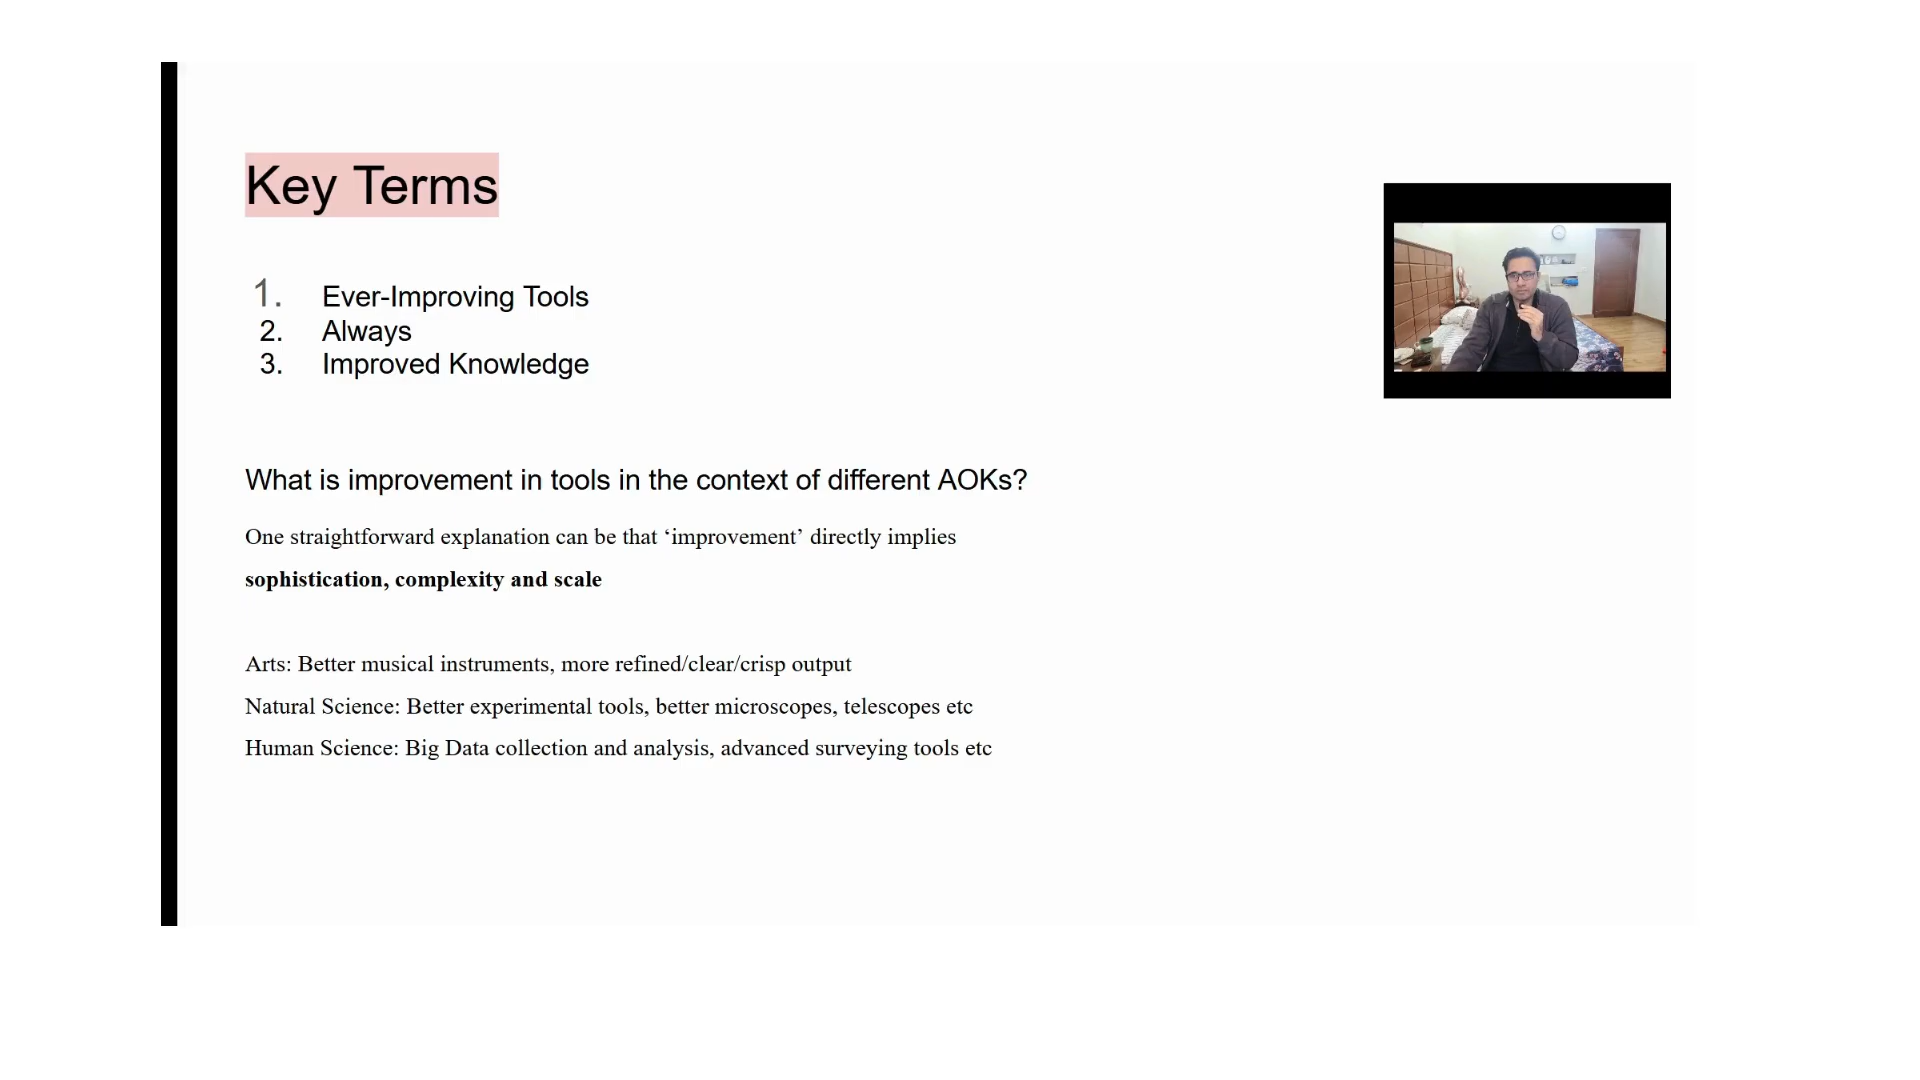 Key Terms
1. Ever-Improving Tools
2. Always
3. Improved Knowledge
What is improvement in tools in the context of different AOKs?
One straightforward explanation can be that ‘improvement’ directly implies
sophistication, complexity and scale
Arts: Better musical instruments, more refined/clear/crisp output
Natural Science: Better experimental tools, better microscopes, telescopes etc
Human Science: Big Data collection and analysis, advanced surveying tools etc